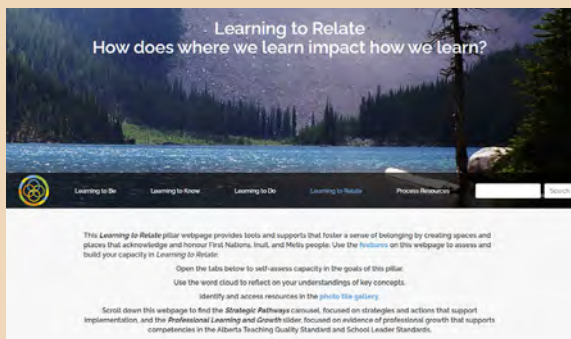 Learning to Relate
How does where we learn impact how we learn?
Learning to Be Learning to Know Learning to Do Learning to Relate Process Resources Search
This Learning to Relate pillar webpage provides tools and supports that foster a sense of belonging by creating spaces and
places that acknowledge and honour First Nations, Inuit, and Métis people. Use the features on this webpage to assess and
build your capacity in Learning to Relate:
Open the tabs below to self-assess capacity in the goals of this pillar.
Use the word cloud to reflect on your understandings of key concepts.
Identify and access resources in the photo tile gallery.
Scroll down this webpage to find the Strategic Pathways carousel, focused on strategies and actions that support
implementation, and the Professional Learning and Growth slider, focused on evidence of professional growth that supports
competencies in the Alberta Teaching Quality Standard and School Leader Standards.